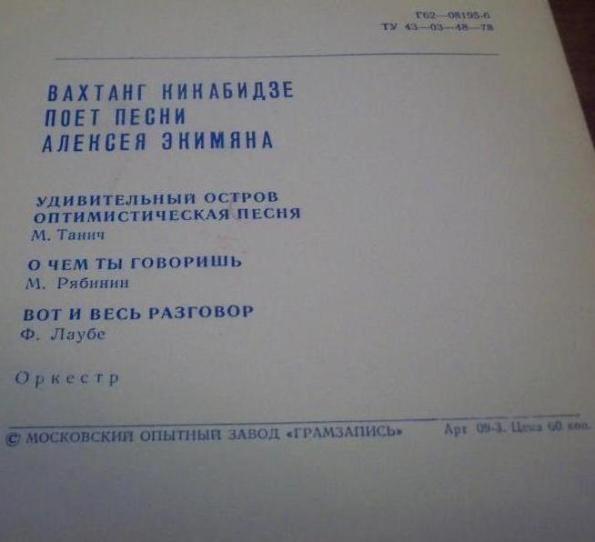 Г62—08195-6
ТУ 43—03—48—78
ВАХТАНГ КИКАБИДЗЕ
ПОЕТ ПЕСНИ
АЛЕКСЕЯ ЭКИМЯНА
УДИВИТЕЛЬНЫЙ ОСТРОВ
ОПТИМИСТИЧЕСКАЯ ПЕСНЯ
М. Танич
О ЧЕМ ТЫ ГОВОРИШЬ
М. Рябинин
ВОТ И ВЕСЬ РАЗГОВОР
Ф. Лаубе
Оркестр
© МОСКОВСКИЙ ОПЫТНЫЙ ЗАВОД «ГРАМЗАПИСЬ» Арт 09-3. Цена 60 коп.